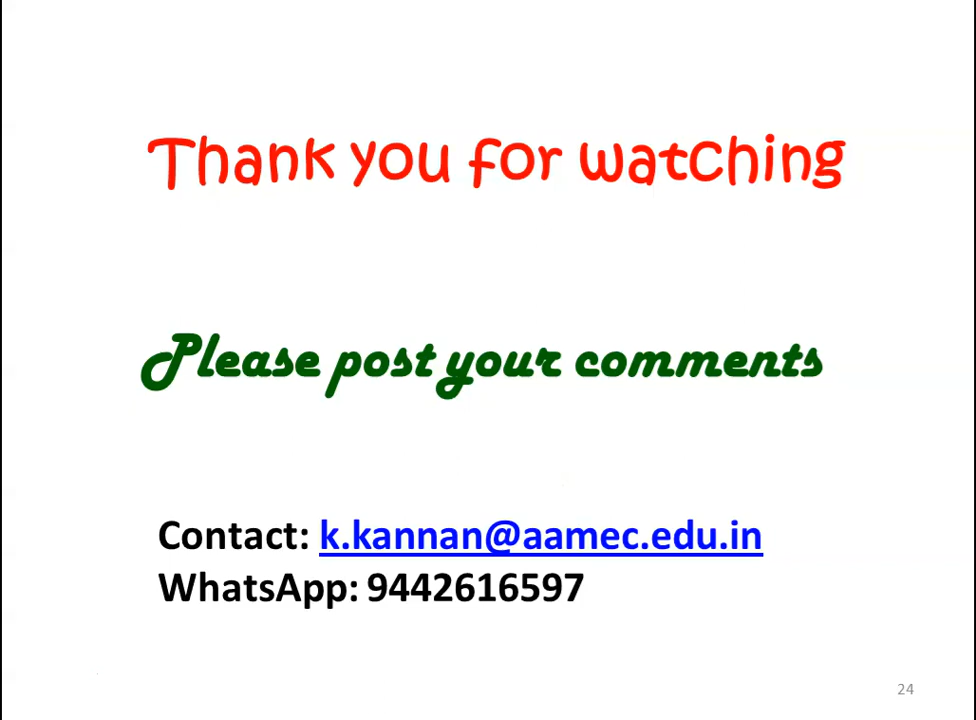 Thank you for watching
Please post your comments
Contact: k.kannan@aamec.edu.in
WhatsApp: 9442616597
24